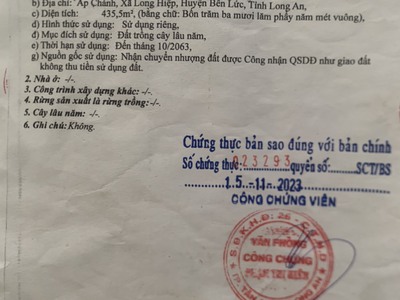 b) Địa chỉ: Ấp Chánh, Xã Long Hiệp, Huyện Bến Lức, Tỉnh Long An,
c) Diện tích: 435,5m², (bằng chữ: Bốn trăm ba mươi lăm phẩy năm mét vuông),
d) Hình thức sử dụng: Sử dụng riêng,
đ) Mục đích sử dụng: Đất trồng cây lâu năm,
e) Thời hạn sử dụng: Đến tháng 10/2063,
g) Nguồn gốc sử dụng: Nhận chuyển nhượng đất được Công nhận QSDĐ như giao đất
không thu tiền sử dụng đất.
2. Nhà ở: -/-.
3. Công trình xây dựng khác: -/-.
4. Rừng sản xuất là rừng trồng: -/-.
5. Cây lâu năm: -/-.
6. Ghi chú: Không.
Chứng thực bản sao đúng với bản chính
Số chứng thực: 023293 quyển số: SCT/BS
15-11-2023
CÔNG CHỨNG VIÊN
VĂN PHÒNG
CÔNG CHỨNG